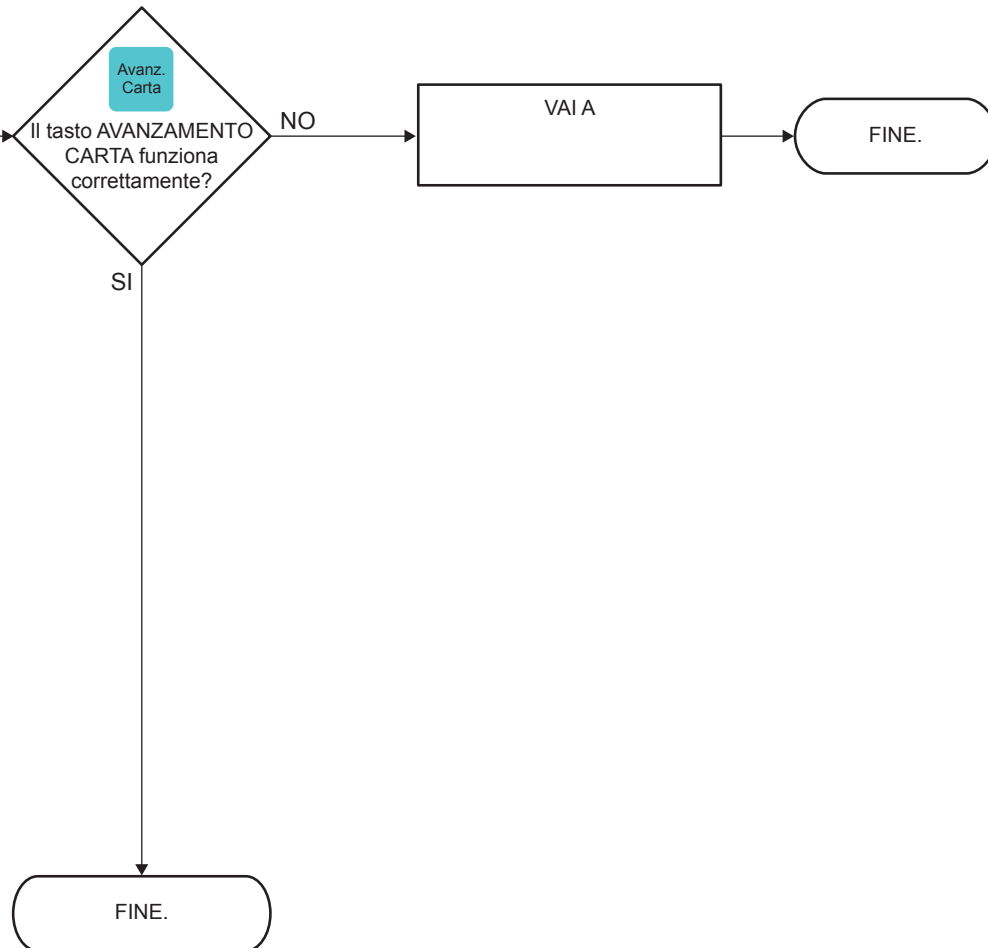 Avanz.
Carta
Il tasto AVANZAMENTO
CARTA funziona
correttamente?
NO
VAI A
FINE.
SI
FINE.